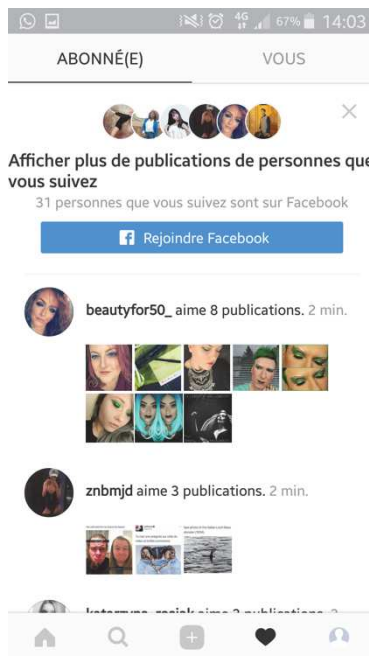 4G 67% 14:03
ABONNÉ(E) VOUS
Afficher plus de publications de personnes que
vous suivez
31 personnes que vous suivez sont sur Facebook
f Rejoindre Facebook
beautyfor50_ aime 8 publications. 2 min.
znbmjd aime 3 publications. 2 min.